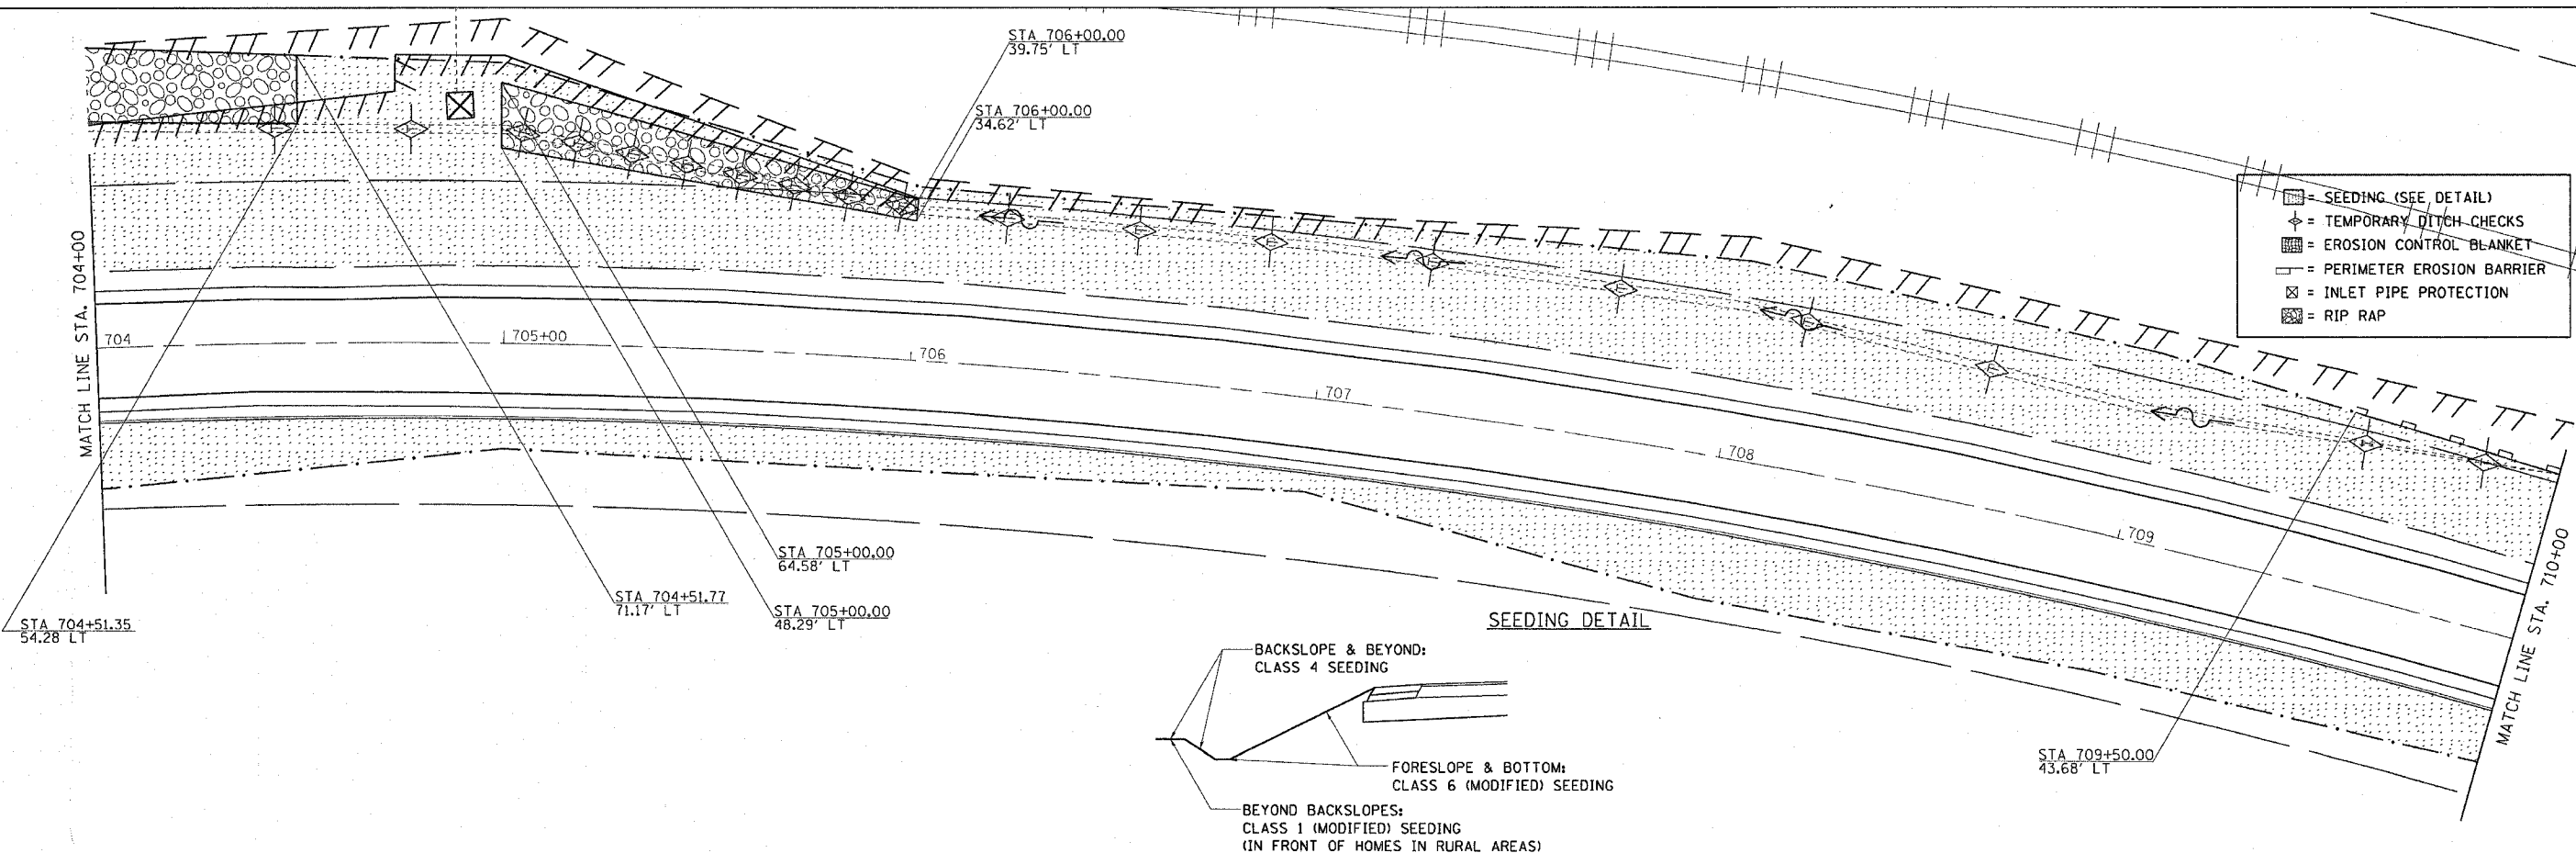 STA 706+00.00
39.75' LT
STA 706+00.00
34.62' LT
= SEEDING (SEE DETAIL)
= TEMPORARY DITCH CHECKS
= EROSION CONTROL BLANKET
= PERIMETER EROSION BARRIER
= INLET PIPE PROTECTION
= RIP RAP
MATCH LINE STA. 704+00
704
705+00
706
707
708
709
MATCH LINE STA. 710+00
STA 705+00.00
64.58' LT
STA 704+51.77
71.17' LT
STA 705+00.00
48.29' LT
STA 704+51.35
54.28 LT
SEEDING DETAIL
BACKSLOPE & BEYOND:
CLASS 4 SEEDING
FORESLOPE & BOTTOM:
CLASS 6 (MODIFIED) SEEDING
BEYOND BACKSLOPES:
CLASS 1 (MODIFIED) SEEDING
(IN FRONT OF HOMES IN RURAL AREAS)
STA 709+50.00
43.68' LT